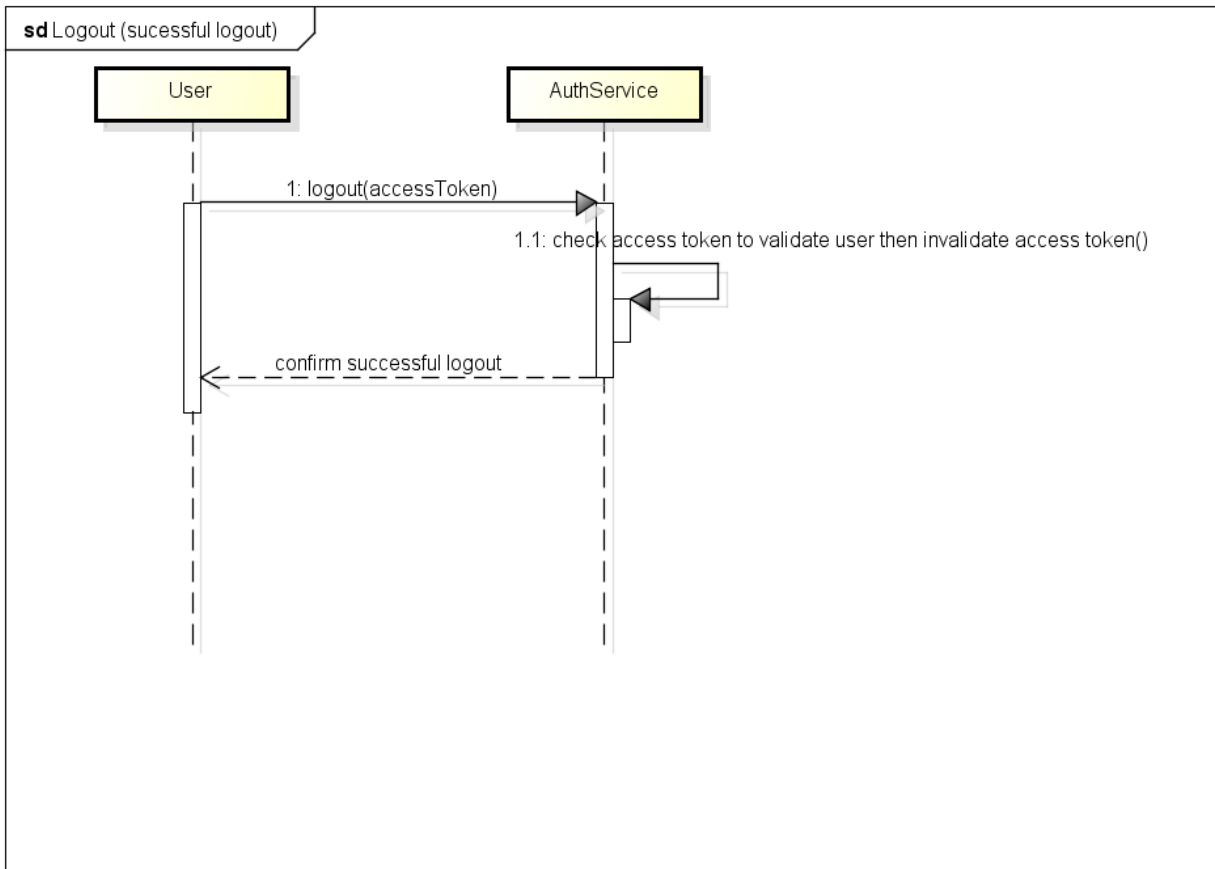 sd Logout (sucessful logout)
User
AuthService
1: logout(accessToken)
1.1: check access token to validate user then invalidate access token()
confirm successful logout